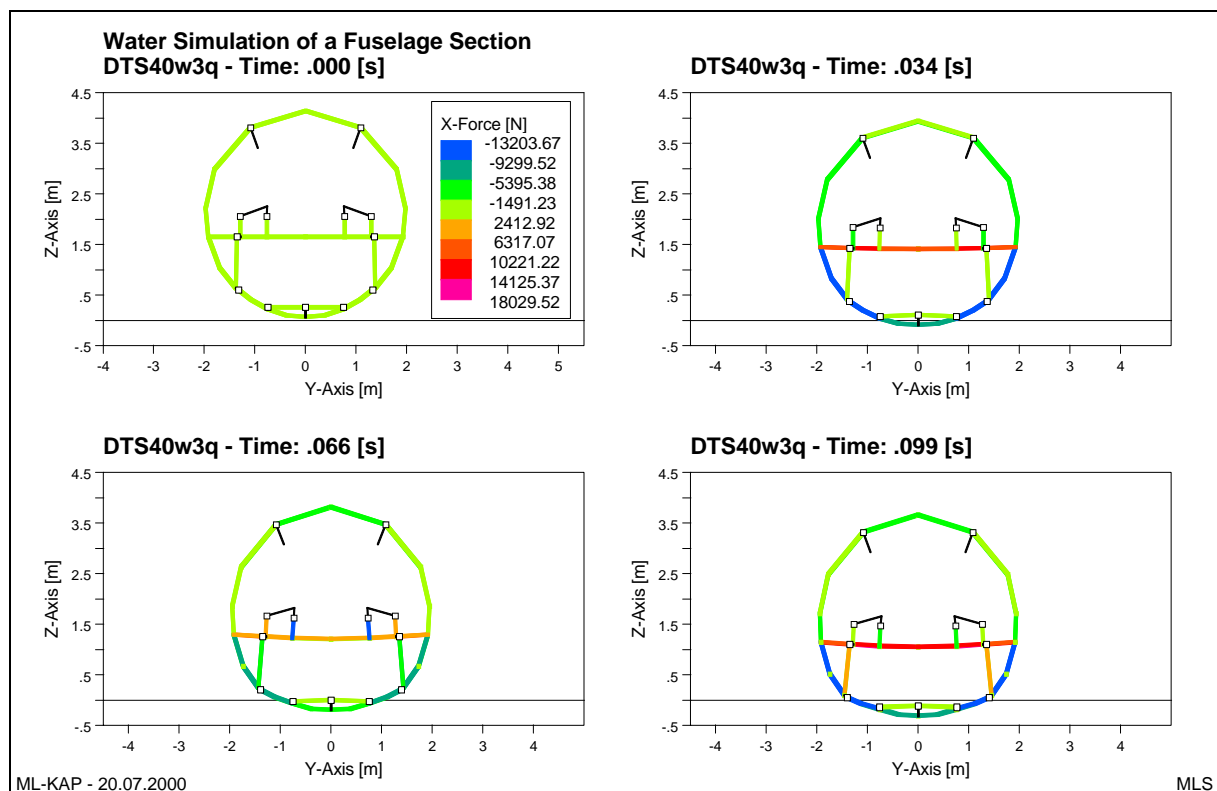 Water Simulation of a Fuselage Section
DTS40w3q - Time: .000 [s]
4.5
3.5
2.5
1.5
.5
-.5
Z-Axis [m]
-4 -3 -2 -1 0 1 2 3 4 5
Y-Axis [m]
X-Force [N]
-13203.67
-9299.52
-5395.38
-1491.23
2412.92
6317.07
10221.22
14125.37
18029.52
DTS40w3q - Time: .034 [s]
4.5
3.5
2.5
1.5
.5
-.5
Z-Axis [m]
-4 -3 -2 -1 0 1 2 3 4
Y-Axis [m]
DTS40w3q - Time: .066 [s]
4.5
3.5
2.5
1.5
.5
-.5
Z-Axis [m]
-4 -3 -2 -1 0 1 2 3 4
Y-Axis [m]
DTS40w3q - Time: .099 [s]
4.5
3.5
2.5
1.5
.5
-.5
Z-Axis [m]
-4 -3 -2 -1 0 1 2 3 4
Y-Axis [m]
ML-KAP - 20.07.2000
MLS